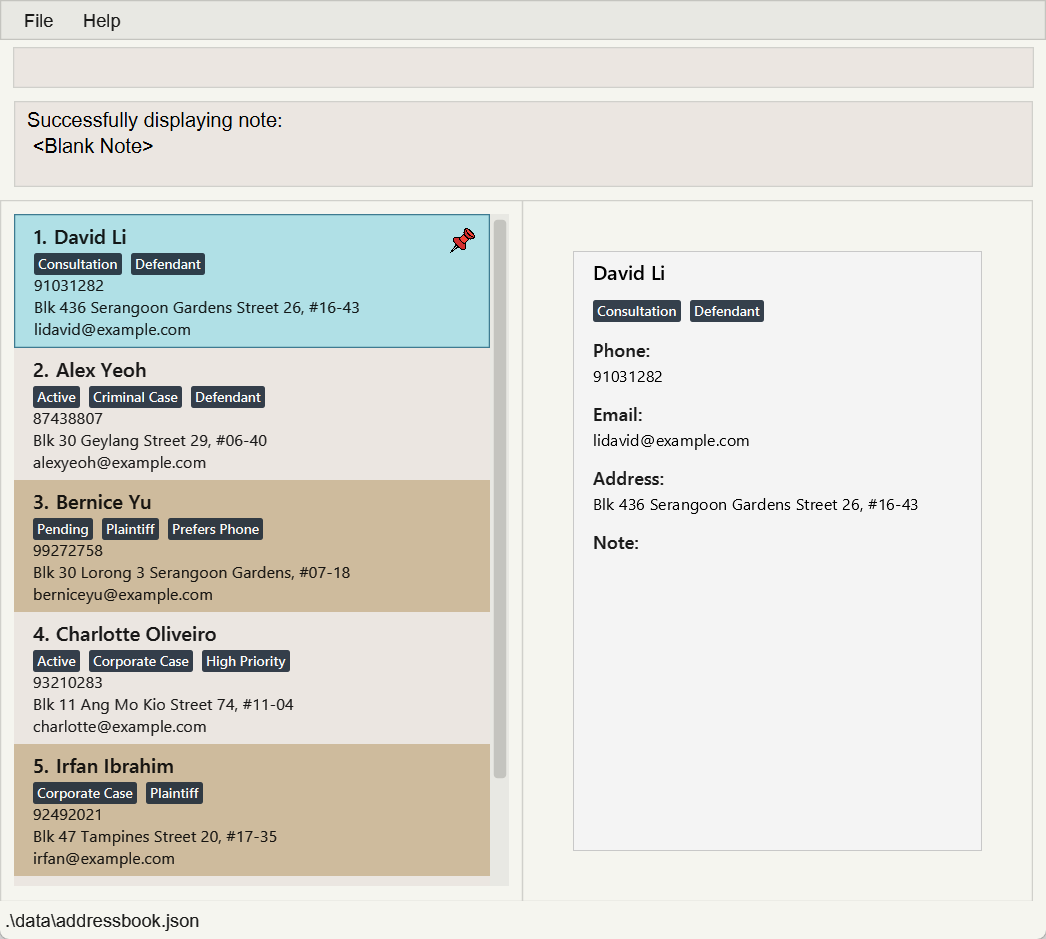 File Help
Successfully displaying note:
<Blank Note>
1. David Li
Consultation Defendant
91031282
Blk 436 Serangoon Gardens Street 26, #16-43
lidavid@example.com
2. Alex Yeoh
Active Criminal Case Defendant
87438807
Blk 30 Geylang Street 29, #06-40
alexyeoh@example.com
3. Bernice Yu
Pending Plaintiff Prefers Phone
99272758
Blk 30 Lorong 3 Serangoon Gardens, #07-18
berniceyu@example.com
4. Charlotte Oliveiro
Active Corporate Case High Priority
93210283
Blk 11 Ang Mo Kio Street 74, #11-04
charlotte@example.com
5. Irfan Ibrahim
Corporate Case Plaintiff
92492021
Blk 47 Tampines Street 20, #17-35
irfan@example.com
David Li
Consultation Defendant
Phone:
91031282
Email:
lidavid@example.com
Address:
Blk 436 Serangoon Gardens Street 26, #16-43
Note:
.\data\addressbook.json